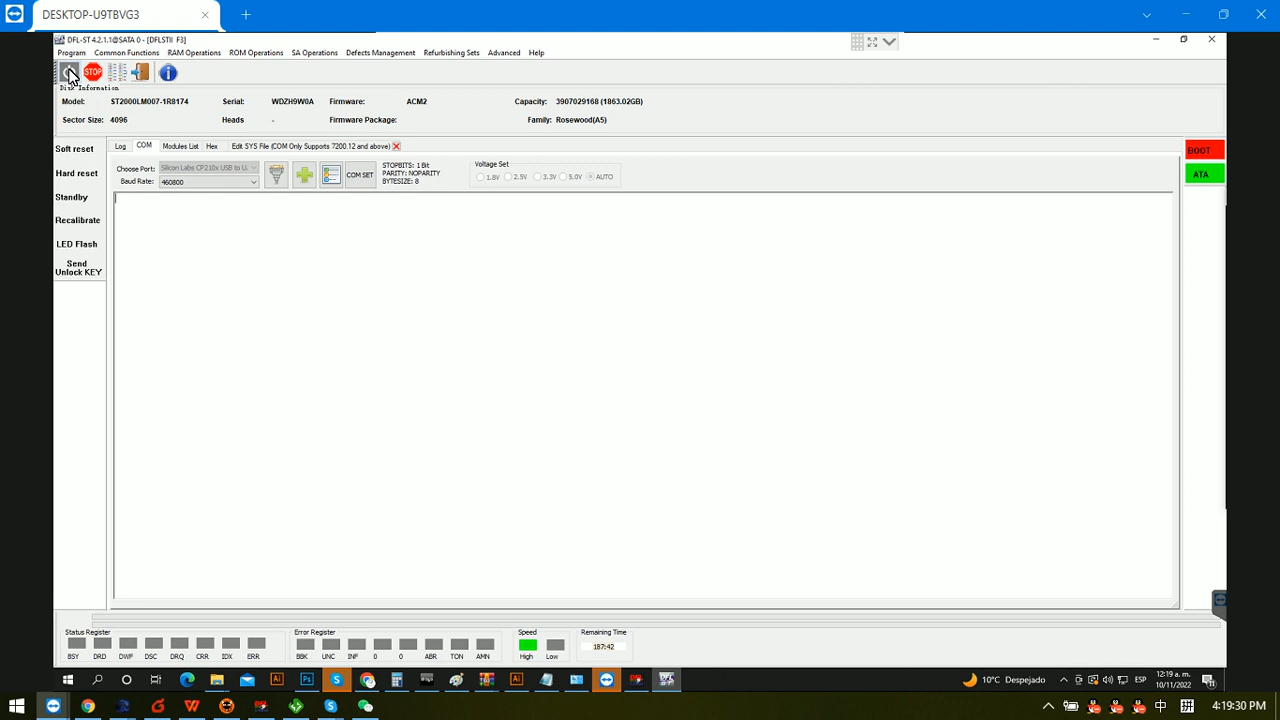 DESKTOP-U9TBVG3
DFL-ST 4.2.1.1@SATA 0 - [DFLSTII F3]
Program Common Functions RAM Operations ROM Operations SA Operations Defects Management Refurbishing Sets Advanced Help
STOP
Disk Information
Model: ST2000LM007-1R8174 Serial: WDZH9W0A Firmware: ACM2 Capacity: 3907029168 (1863.02GB)
Sector Size: 4096 Heads - Firmware Package: Family: Rosewood(A5)
Soft reset
Hard reset
Standby
Recalibrate
LED Flash
Send
Unlock KEY
Log COM Modules List Hex Edit SYS File (COM Only Supports 7200.12 and above)
Choose Port: Silicon Labs CP210x USB to U.
Baud Rate: 460800
COM SET
STOPBITS: 1 Bit
PARITY: NOPARITY
BYTESIZE: 8
Voltage Set
1.8V 2.5V 3.3V 5.0V AUTO
BOOT
ATA
Status Register
BSY DRD DWF DSC DRQ CRR IDX ERR
Error Register
BBK UNC INF 0 0 ABR TON AMN
Speed
High Low
Remaining Time
187:42
10°C Despejado
ESP
12:19 a. m.
10/11/2022
中
拼
4:19:30 PM